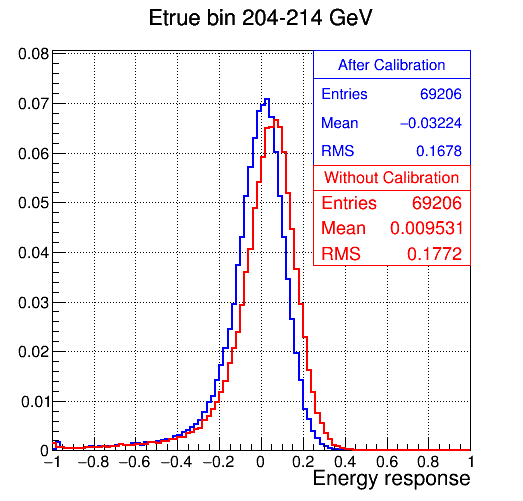 Etrue bin 204-214 GeV
After Calibration
Entries 69206
Mean −0.03224
RMS 0.1678
Without Calibration
Entries 69206
Mean 0.009531
RMS 0.1772
0.08
0.07
0.06
0.05
0.04
0.03
0.02
0.01
0
−1 −0.8 −0.6 −0.4 −0.2 0 0.2 0.4 0.6 0.8 1
Energy response